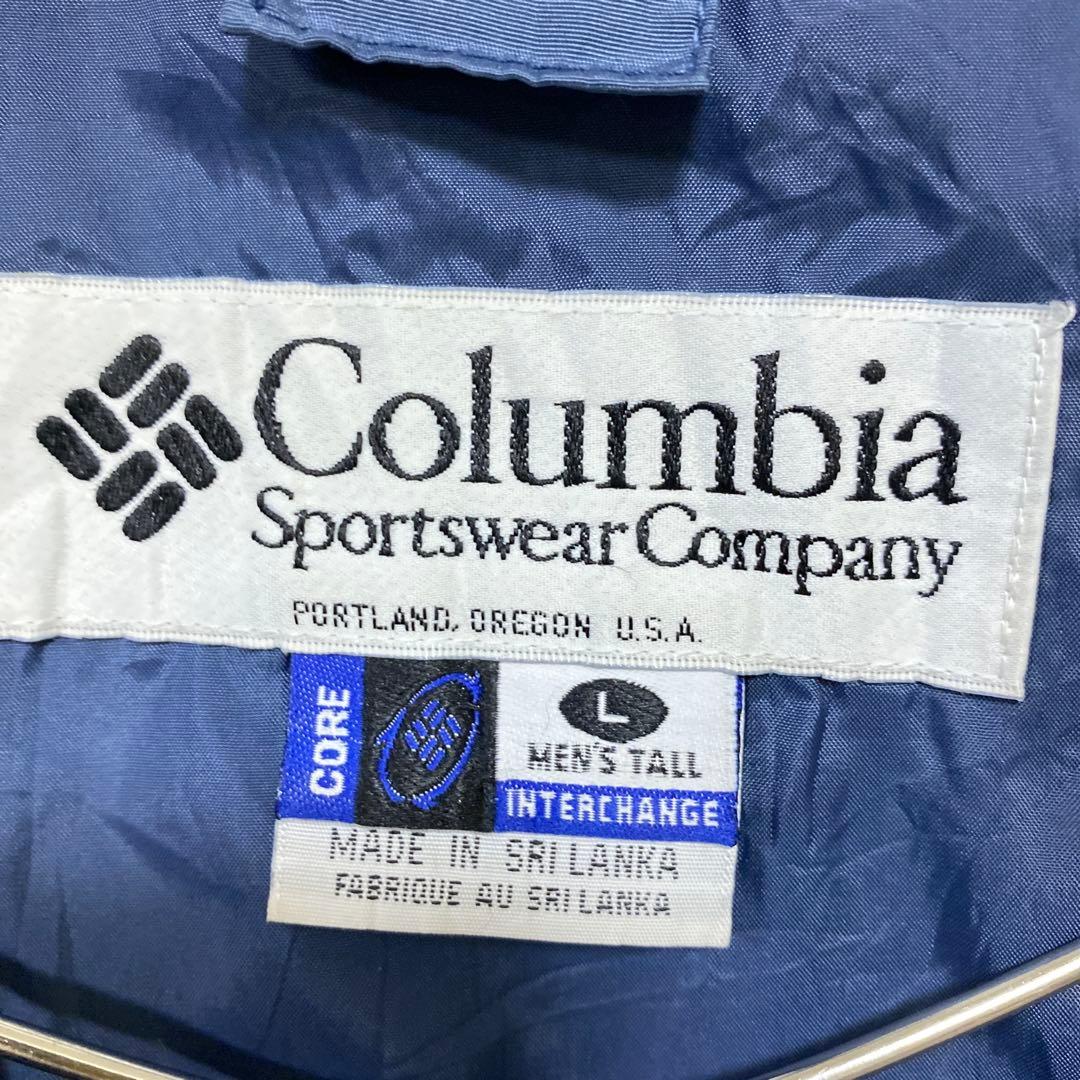 Columbia
Sportswear Company
PORTLAND, OREGON U.S.A.
CORE
L
MEN'S TALL
INTERCHANGE
MADE IN SRI LANKA
FABRIQUE AU SRI LANKA